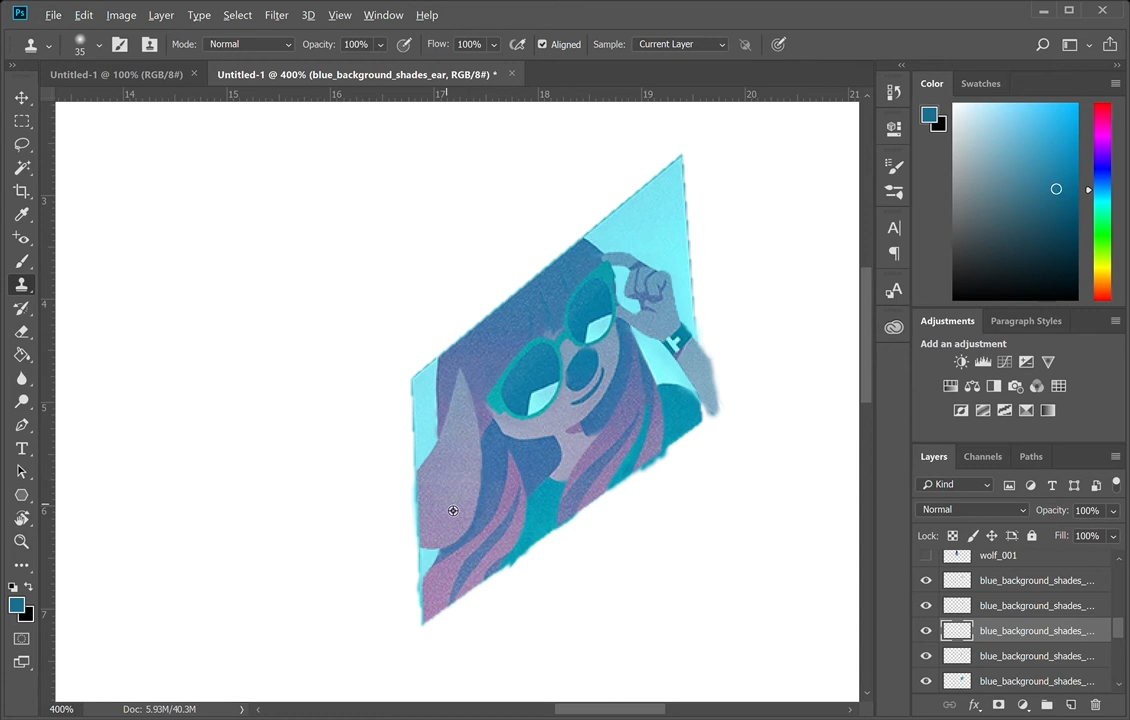 Ps File Edit Image Layer Type Select Filter 3D View Window Help
35 Mode: Normal Opacity: 100% Flow: 100% Aligned Sample: Current Layer
Untitled-1 @ 100% (RGB/8#) × Untitled-1 @ 400% (blue_background_shades_ear, RGB/8#) * ×
14 15 16 17 18 19 20 21
3
4
5
6
7
Color Swatches
Adjustments Paragraph Styles
Add an adjustment
Layers Channels Paths
Kind
Normal Opacity: 100%
Lock: Fill: 100%
wolf_001
blue_background_shades_...
blue_background_shades_...
blue_background_shades_...
blue_background_shades_...
blue_background_shades_...
400% Doc: 5.93M/40.3M